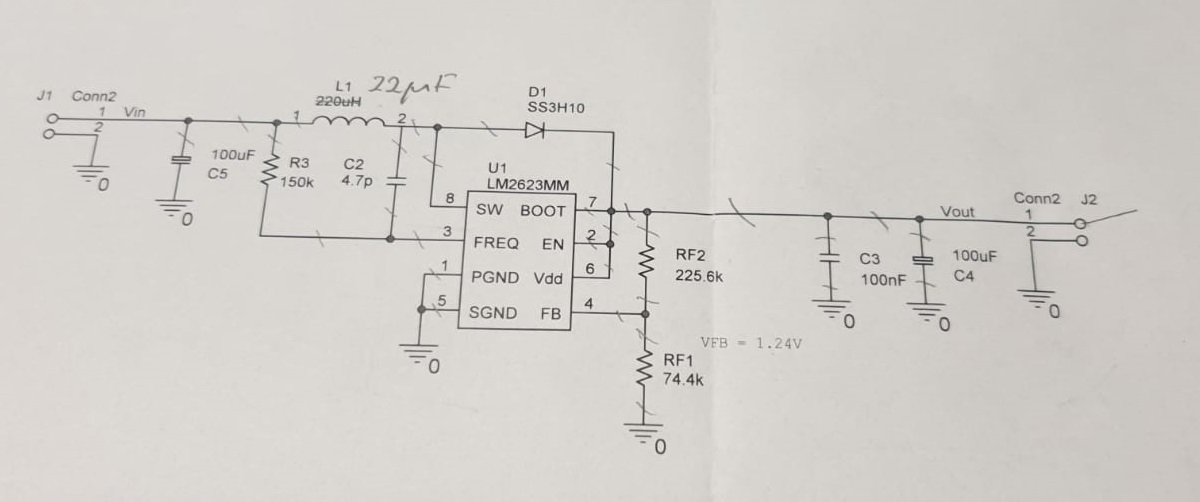 J1 Conn2
1 Vin
2
0
100uF
C5
0
R3
150k
L1 22µF
220uH
1
2
C2
4.7p
D1
SS3H10
U1
LM2623MM
8 SW BOOT 7
3 FREQ EN 2
1 PGND Vdd 6
5 SGND FB 4
0
RF2
225.6k
VFB = 1.24V
RF1
74.4k
0
C3
100nF
0
100uF
C4
0
Vout
Conn2 J2
1
2
0